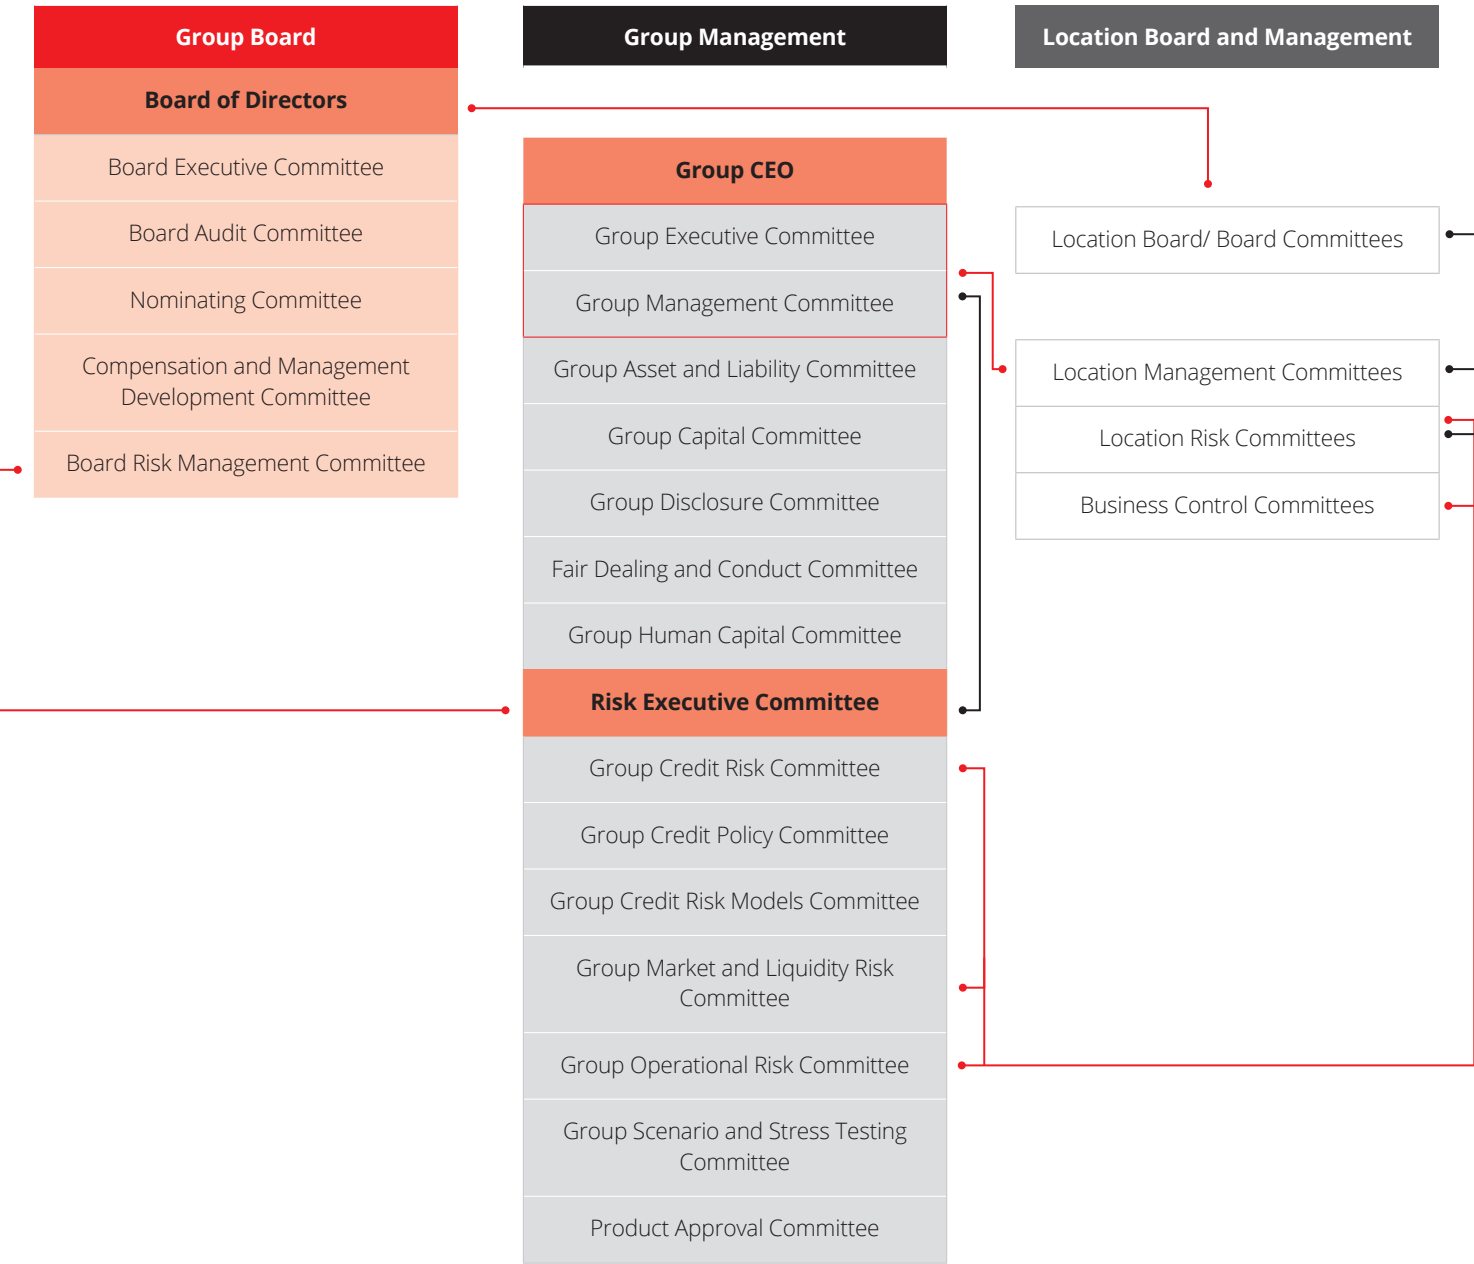 Group Board
Board of Directors
Board Executive Committee
Board Audit Committee
Nominating Committee
Compensation and Management
Development Committee
Board Risk Management Committee
Group Management
Group CEO
Group Executive Committee
Group Management Committee
Group Asset and Liability Committee
Group Capital Committee
Group Disclosure Committee
Fair Dealing and Conduct Committee
Group Human Capital Committee
Risk Executive Committee
Group Credit Risk Committee
Group Credit Policy Committee
Group Credit Risk Models Committee
Group Market and Liquidity Risk
Committee
Group Operational Risk Committee
Group Scenario and Stress Testing
Committee
Product Approval Committee
Location Board and Management
Location Board/ Board Committees
Location Management Committees
Location Risk Committees
Business Control Committees